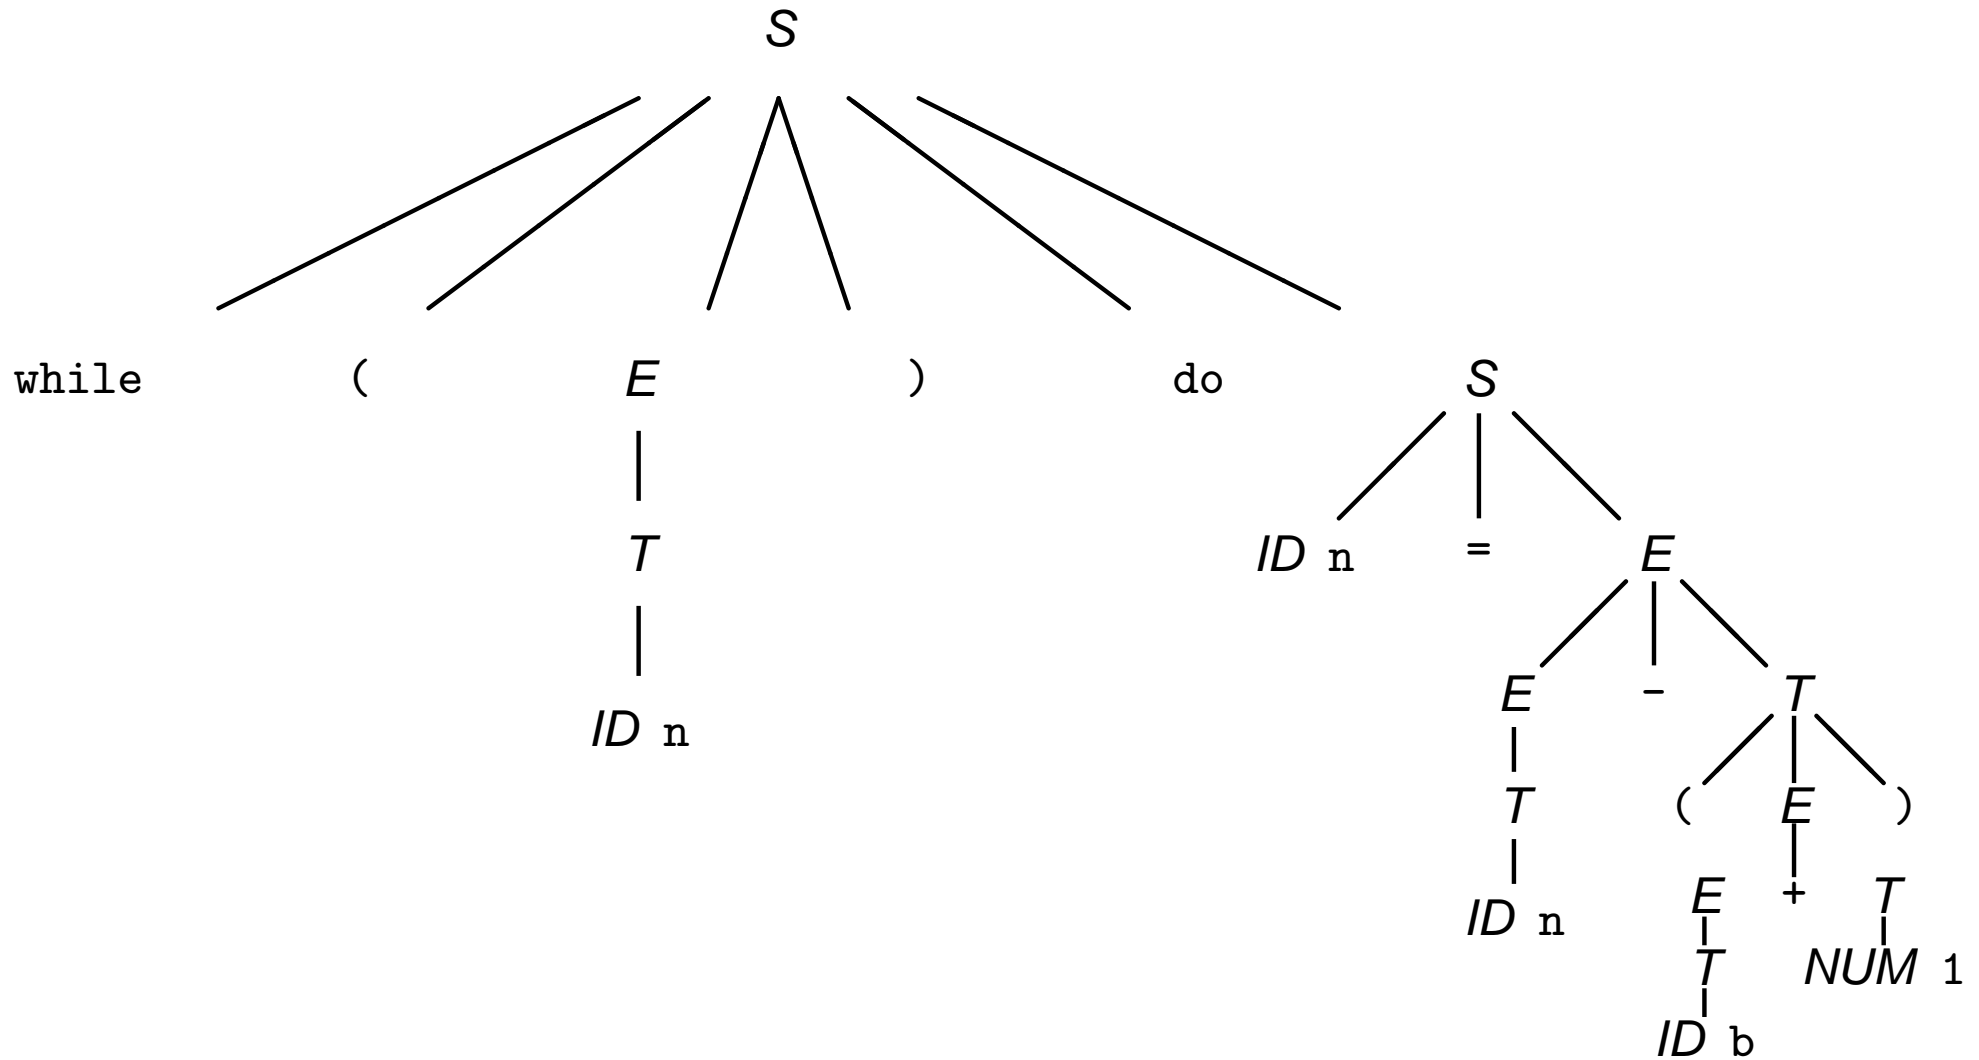 S
while ( E ) do S
T ID n = E
ID n E - T
T ( E )
ID n E + T
T NUM 1
ID b